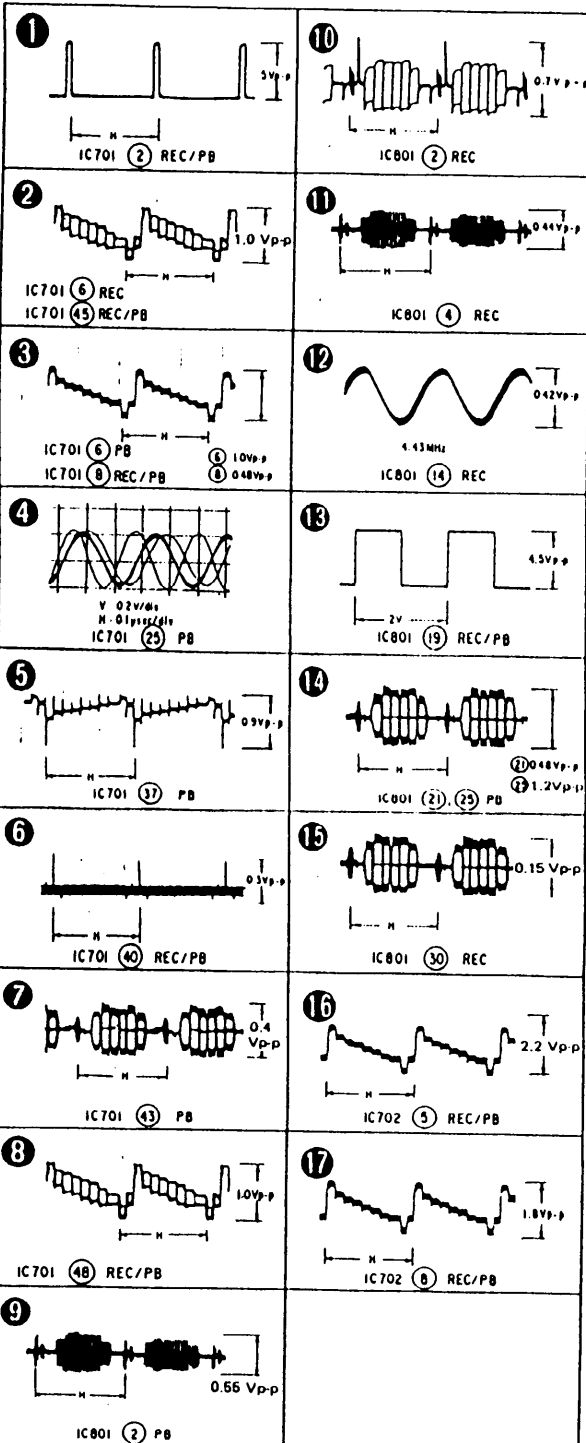 1
5Vp-p
H
IC701 (2) REC/PB
2
1.0 Vp-p
H
IC701 (6) REC
IC701 (45) REC/PB
3
H
IC701 (6) PB
(6) 1.0Vp-p
IC701 (8) REC/PB
(8) 0.48Vp-p
4
V 0.2V/div
H 0.1μsec/div
IC701 (25) PB
5
0.9Vp-p
H
IC701 (37) PB
6
0.3Vp-p
H
IC701 (40) REC/PB
7
0.4
Vp-p
H
IC701 (43) PB
8
1.0Vp-p
H
IC701 (48) REC/PB
9
0.55 Vp-p
H
IC801 (2) PB
10
0.7Vp-p
H
IC801 (2) REC
11
0.44Vp-p
H
IC801 (4) REC
12
0.42Vp-p
4.43MHz
IC801 (14) REC
13
4.5Vp-p
2V
IC801 (19) REC/PB
14
H
(21) 0.48Vp-p
(25) 1.2Vp-p
IC801 (21), (25) PB
15
0.15 Vp-p
H
IC801 (30) REC
16
2.2 Vp-p
H
IC702 (5) REC/PB
17
1.8Vp-p
H
IC702 (8) REC/PB